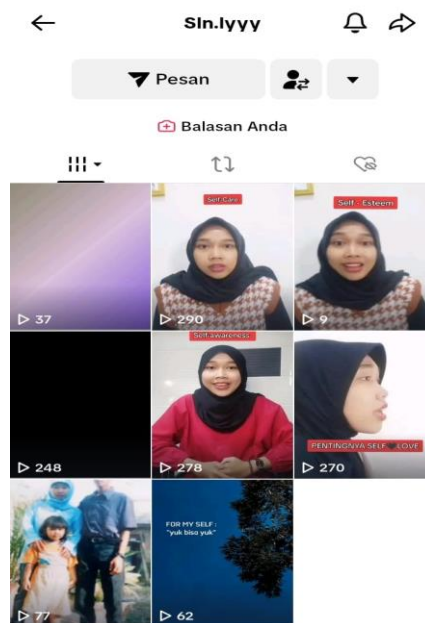 Sln.lyyy
Pesan
Balasan Anda
Self Care
Self - Esteem
37
290
9
Self awareness
PENTINGNYA SELF🖤LOVE
248
278
270
FOR MY SELF :
"yuk bisa yuk"
77
62